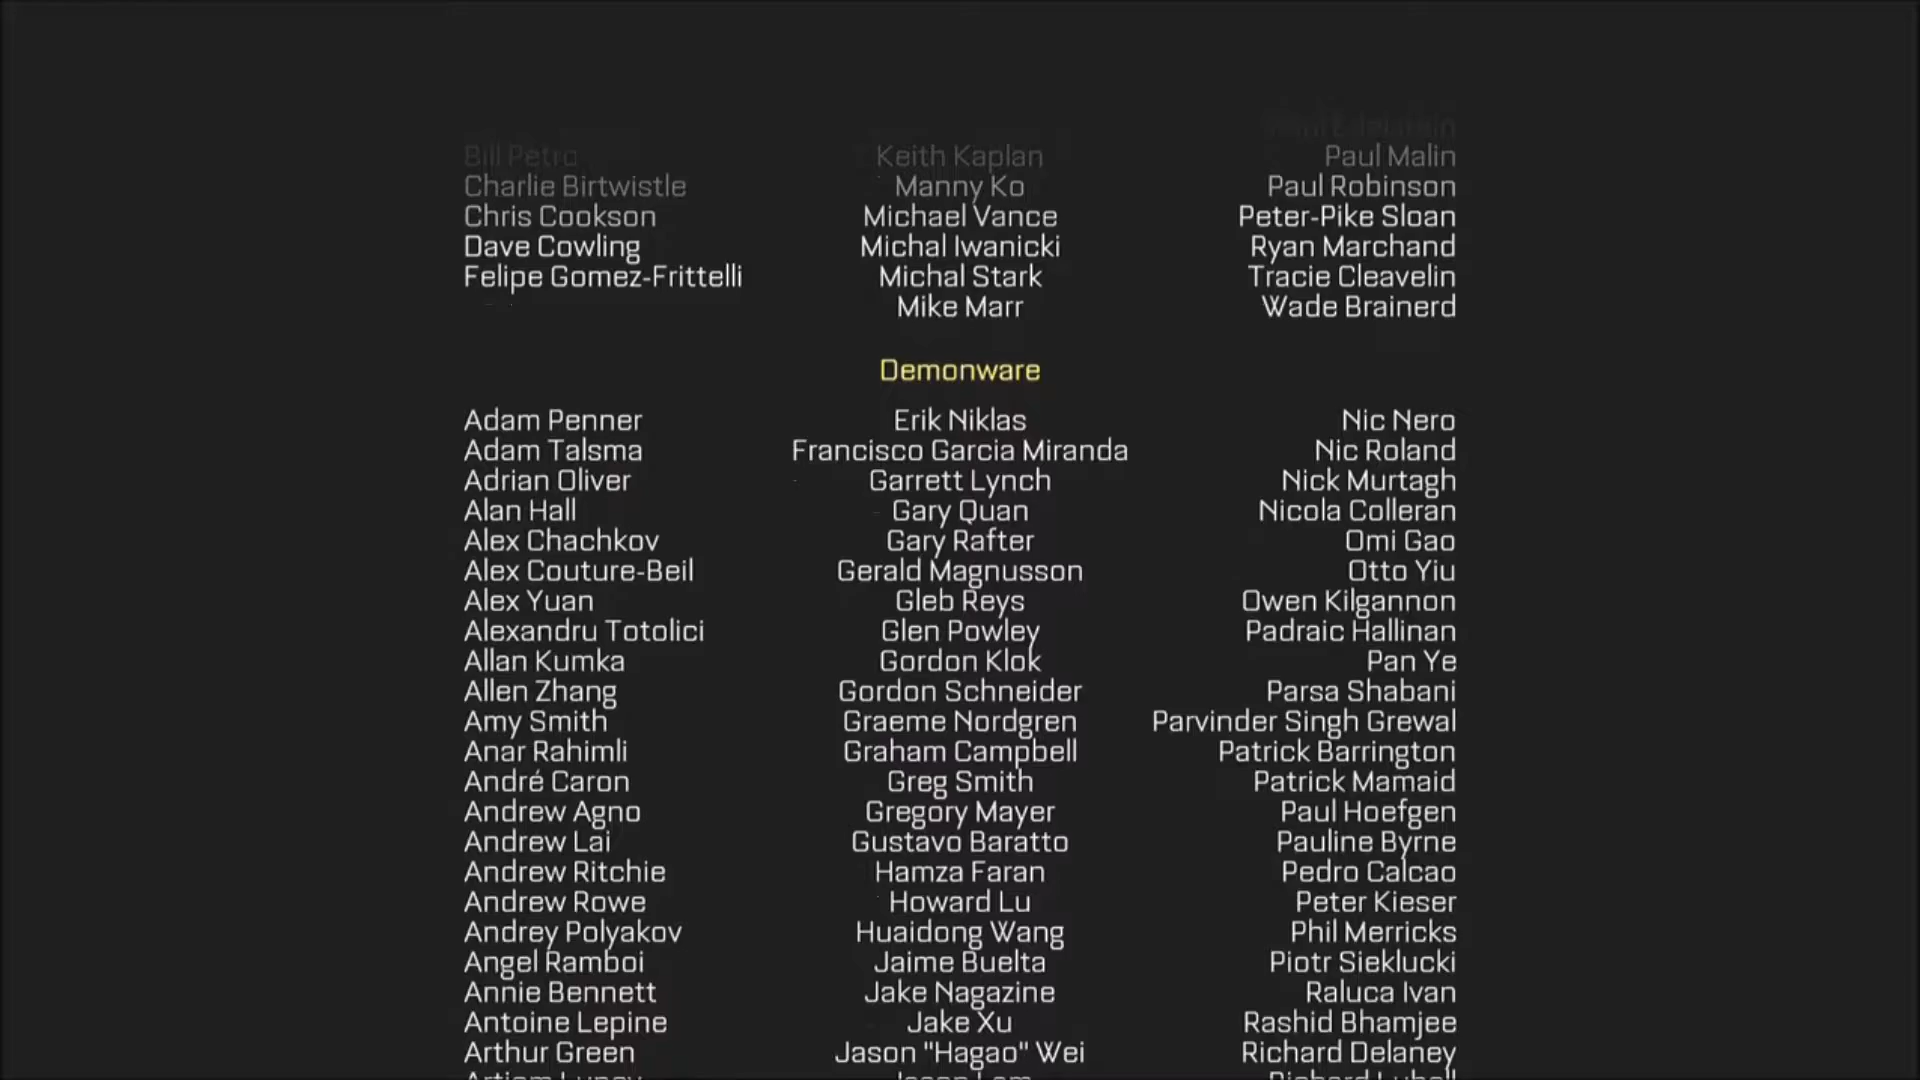 Edelstein
Bill Petro Keith Kaplan Paul Malin
Charlie Birtwistle Manny Ko Paul Robinson
Chris Cookson Michael Vance Peter-Pike Sloan
Dave Cowling Michal Iwanicki Ryan Marchand
Felipe Gomez-Frittelli Michal Stark Tracie Cleavelin
Mike Marr Wade Brainerd
Demonware
Adam Penner Erik Niklas Nic Nero
Adam Talsma Francisco Garcia Miranda Nic Roland
Adrian Oliver Garrett Lynch Nick Murtagh
Alan Hall Gary Quan Nicola Colleran
Alex Chachkov Gary Rafter Omi Gao
Alex Couture-Beil Gerald Magnusson Otto Yiu
Alex Yuan Gleb Reys Owen Kilgannon
Alexandru Totolici Glen Powley Padraic Hallinan
Allan Kumka Gordon Klok Pan Ye
Allen Zhang Gordon Schneider Parsa Shabani
Amy Smith Graeme Nordgren Parvinder Singh Grewal
Anar Rahimli Graham Campbell Patrick Barrington
André Caron Greg Smith Patrick Mamaid
Andrew Agno Gregory Mayer Paul Hoefgen
Andrew Lai Gustavo Baratto Pauline Byrne
Andrew Ritchie Hamza Faran Pedro Calcao
Andrew Rowe Howard Lu Peter Kieser
Andrey Polyakov Huaidong Wang Phil Merricks
Angel Ramboi Jaime Buelta Piotr Sieklucki
Annie Bennett Jake Nagazine Raluca Ivan
Antoine Lepine Jake Xu Rashid Bhamjee
Arthur Green Jason "Hagao" Wei Richard Delaney